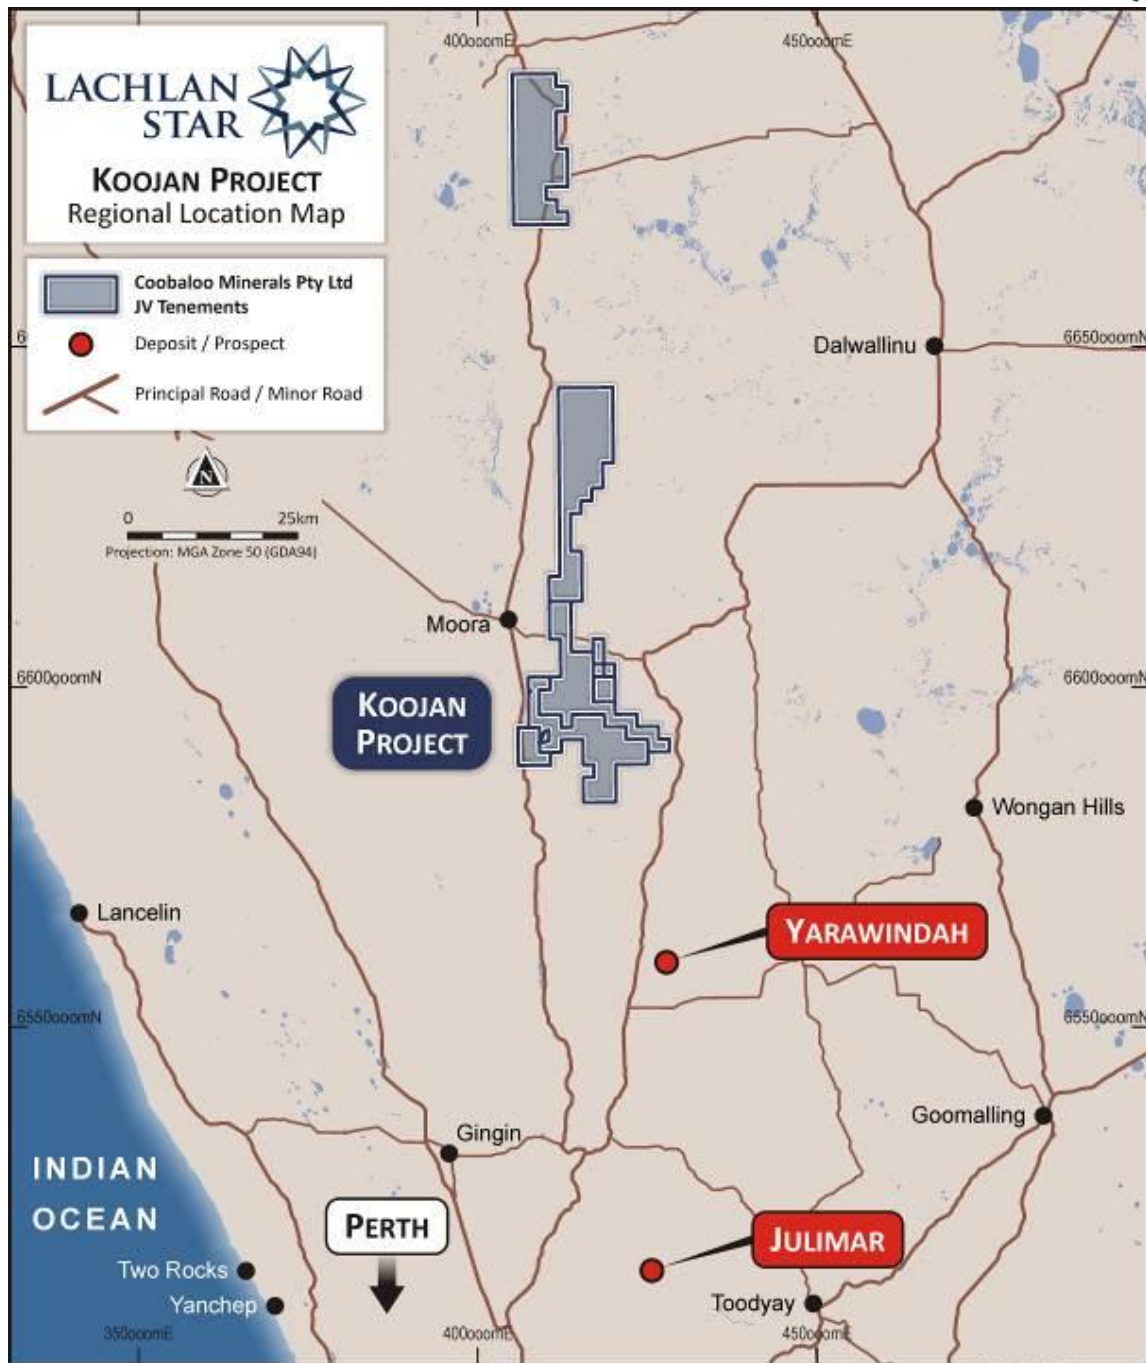 400000mE
450000mE
LACHLAN
STAR
KOOJAN PROJECT
Regional Location Map
Coobaloo Minerals Pty Ltd
JV Tenements
Deposit / Prospect
Principal Road / Minor Road
N
0 25km
Projection: MGA Zone 50 (GDA94)
Dalwallinu
6650000mN
Moora
6600000mN
6600000mN
KOOJAN
PROJECT
Wongan Hills
Lancelin
YARAWINDAH
6550000mN
6550000mN
Goomalling
Gingin
INDIAN
OCEAN
PERTH
JULIMAR
Two Rocks
Yanchep
Toodyay
350000mE
400000mE
450000mE